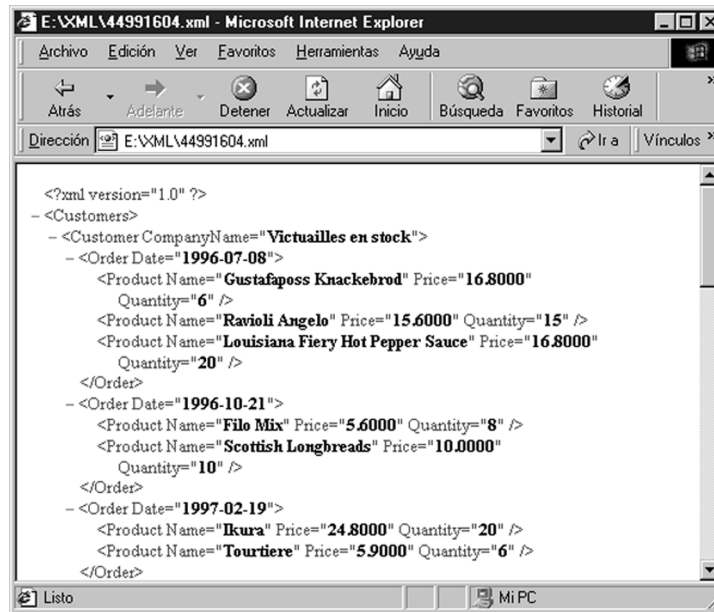 E:\XML\44991604.xml - Microsoft Internet Explorer
Archivo Edición Ver Favoritos Herramientas Ayuda
Atrás Adelante Detener Actualizar Inicio Búsqueda Favoritos Historial »
Dirección E:\XML\44991604.xml Ir a Vínculos »
<?xml version="1.0" ?>
– <Customers>
– <Customer CompanyName="Victuailles en stock">
– <Order Date="1996-07-08">
<Product Name="Gustafaposs Knackebrod" Price="16.8000"
Quantity="6" />
<Product Name="Ravioli Angelo" Price="15.6000" Quantity="15" />
<Product Name="Louisiana Fiery Hot Pepper Sauce" Price="16.8000"
Quantity="20" />
</Order>
– <Order Date="1996-10-21">
<Product Name="Filo Mix" Price="5.6000" Quantity="8" />
<Product Name="Scottish Longbreads" Price="10.0000"
Quantity="10" />
</Order>
– <Order Date="1997-02-19">
<Product Name="Ikura" Price="24.8000" Quantity="20" />
<Product Name="Tourtiere" Price="5.9000" Quantity="6" />
</Order>
Listo Mi PC